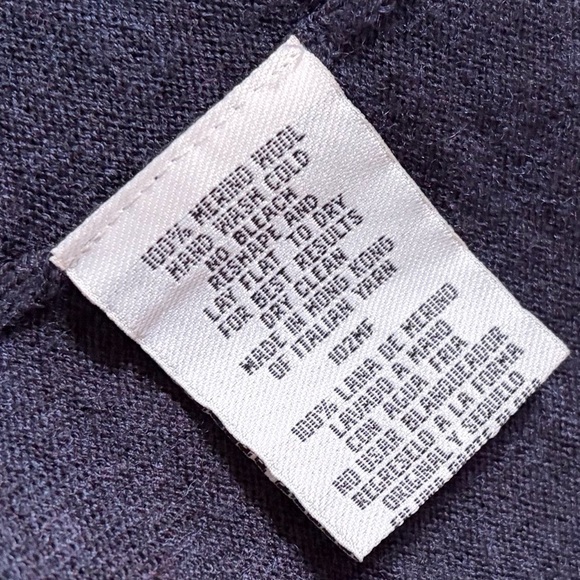 100% MERINO WOOL
HAND WASH COLD
NO BLEACH
RESHAPE AND
LAY FLAT TO DRY
FOR BEST RESULTS
DRY CLEAN
MADE IN HONG KONG
OF ITALIAN YARN
02MF
100% LANA DE MERINO
LAVADO A MANO
CON AGUA FRIA
NO USAR BLANQUEADOR
REGRESELO A LA FORMA
ORIGINAL Y SEQUELO